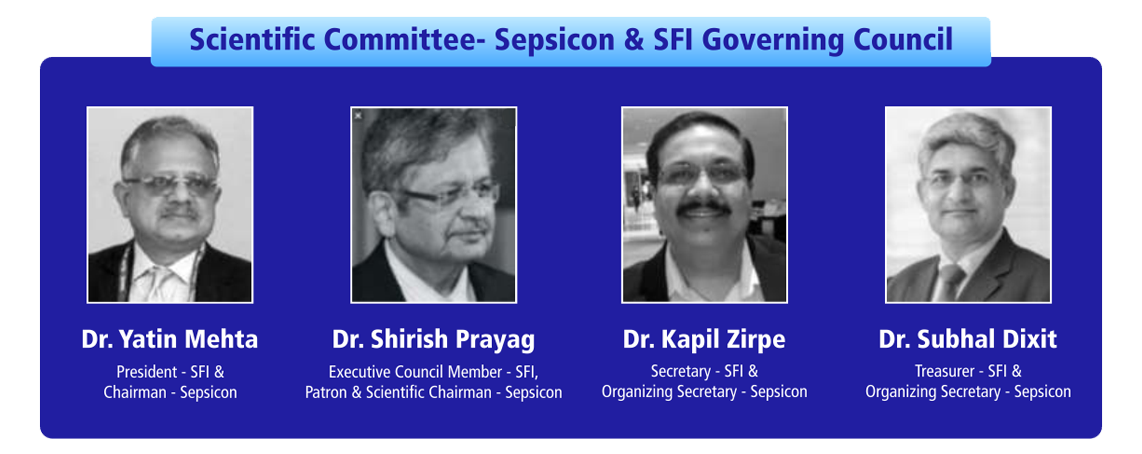 Scientific Committee- Sepsicon & SFI Governing Council
Dr. Yatin Mehta
President - SFI &
Chairman - Sepsicon
Dr. Shirish Prayag
Executive Council Member - SFI,
Patron & Scientific Chairman - Sepsicon
Dr. Kapil Zirpe
Secretary - SFI &
Organizing Secretary - Sepsicon
Dr. Subhal Dixit
Treasurer - SFI &
Organizing Secretary - Sepsicon